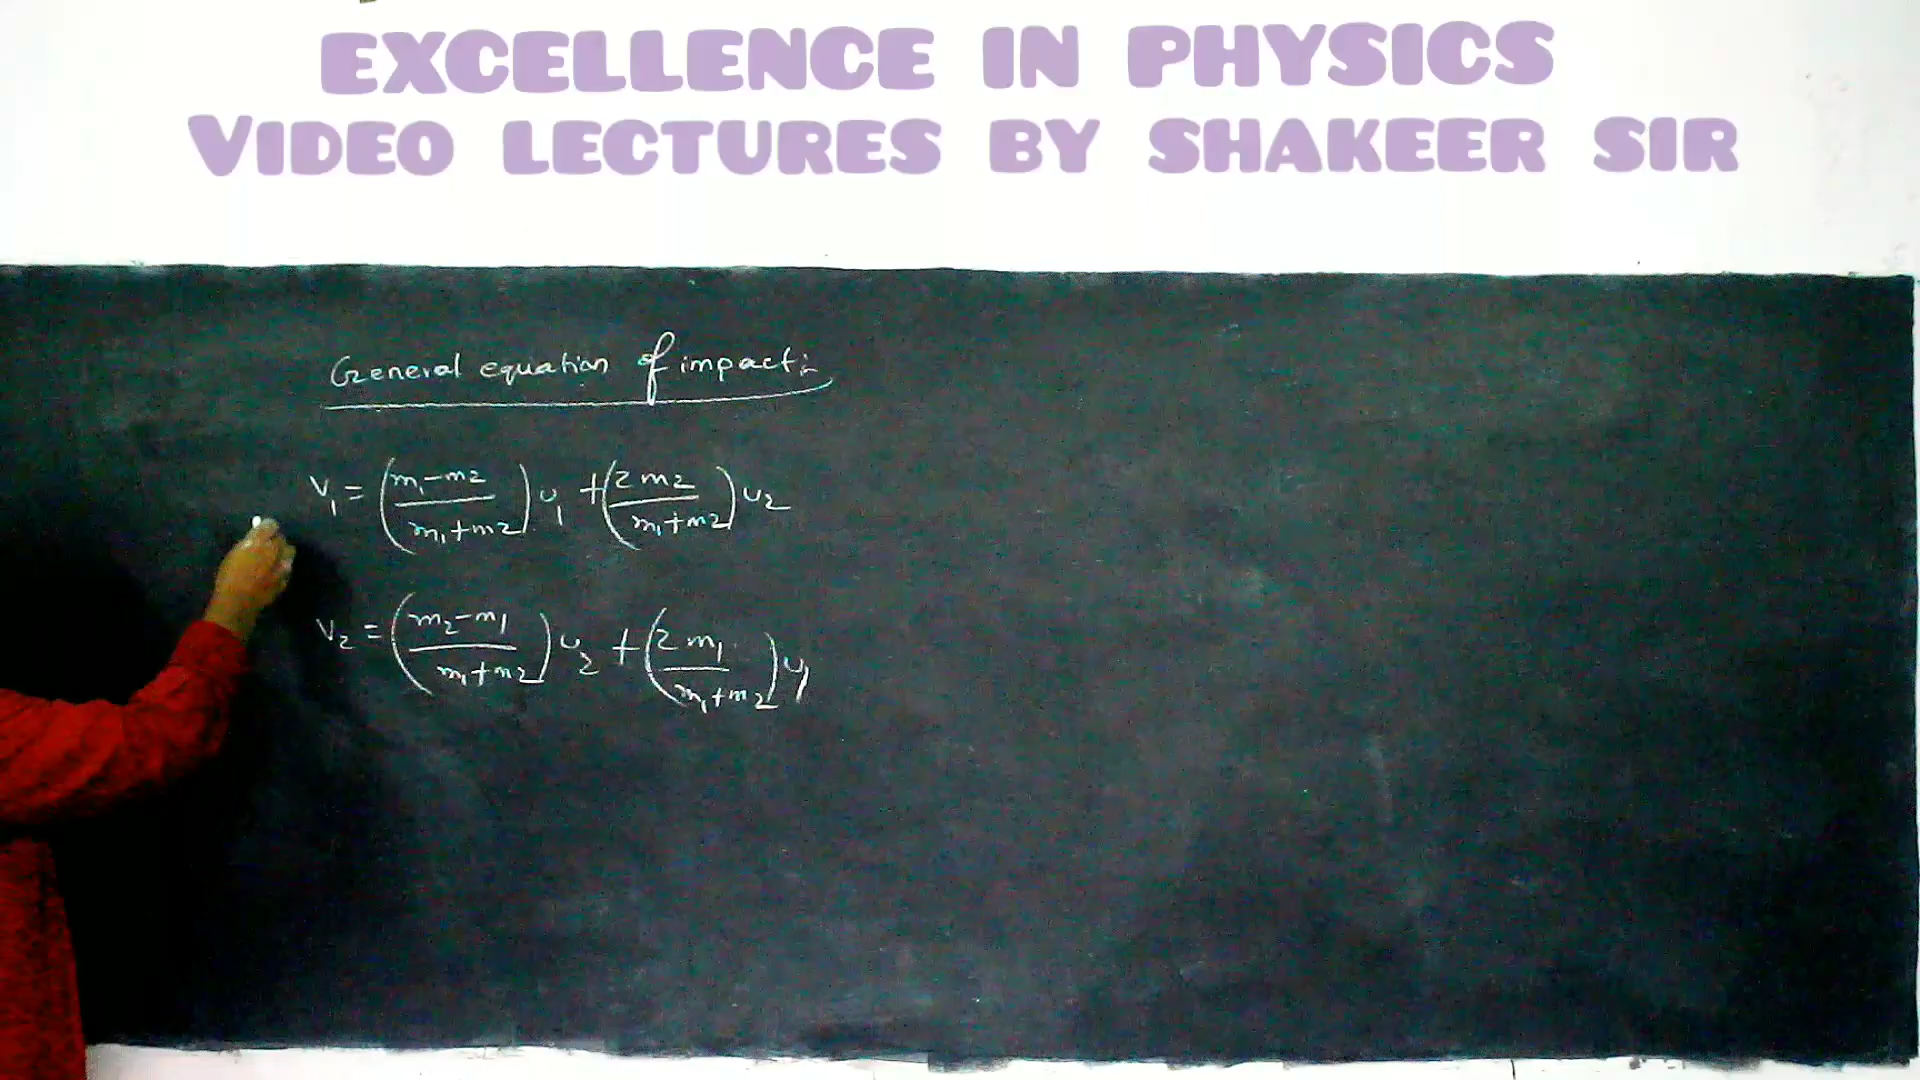 EXCELLENCE IN PHYSICS
VIDEO LECTURES BY SHAKEER SIR
General equation of impact:-
V₁ = (m₁-m₂/m₁+m₂) u₁ + (2m₂/m₁+m₂) u₂
V₂ = (m₂-m₁/m₁+m₂) u₂ + (2m₁/m₁+m₂) u₁